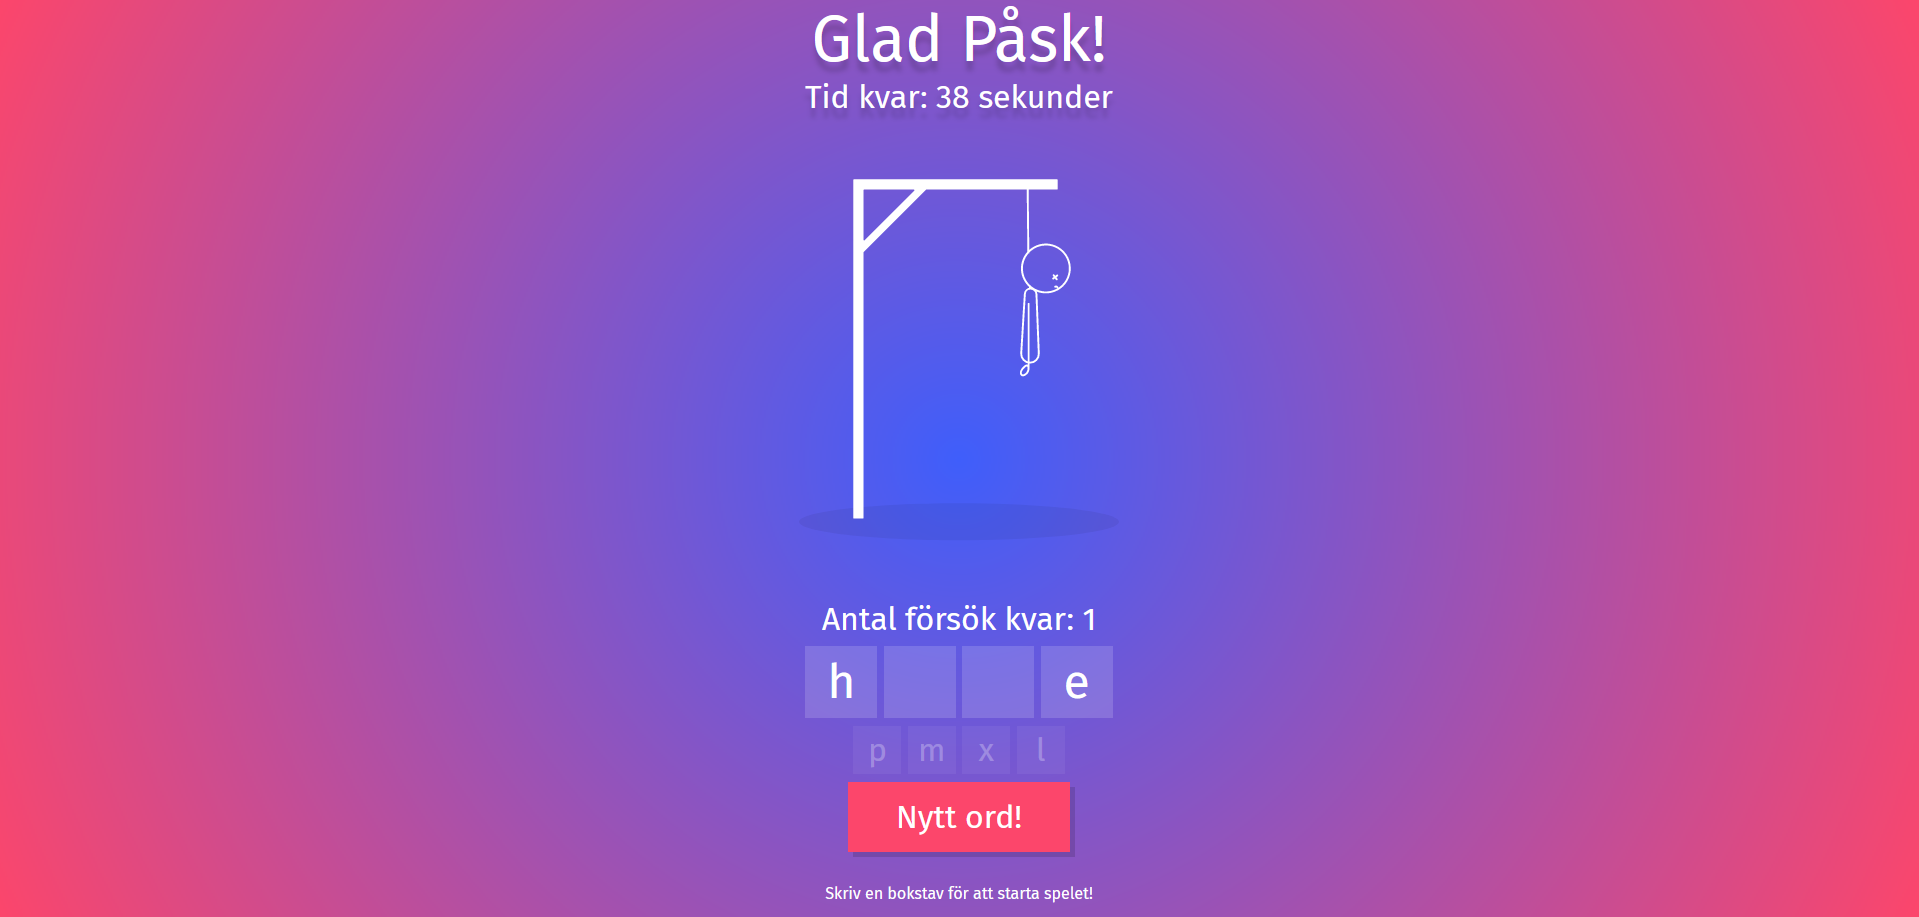 Glad Påsk!
Tid kvar: 38 sekunder
Antal försök kvar: 1
h e
p m x l
Nytt ord!
Skriv en bokstav för att starta spelet!